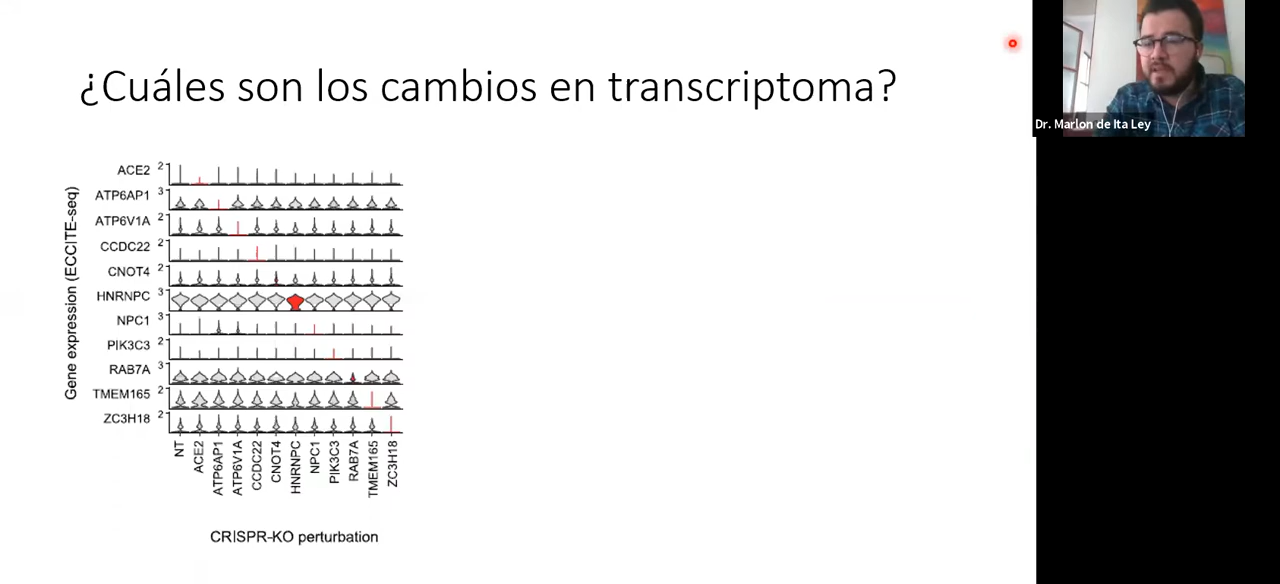 ¿Cuáles son los cambios en transcriptoma?
Dr. Marlon de Ita Ley
Gene expression (ECCITE-seq)
ACE2 2
ATP6AP1 3
ATP6V1A 2
CCDC22 2
CNOT4 2
HNRNPC 3
NPC1 3
PIK3C3 2
RAB7A 3
TMEM165 2
ZC3H18 2
NT
ACE2
ATP6AP1
ATP6V1A
CCDC22
CNOT4
HNRNPC
NPC1
PIK3C3
RAB7A
TMEM165
ZC3H18
CRISPR-KO perturbation